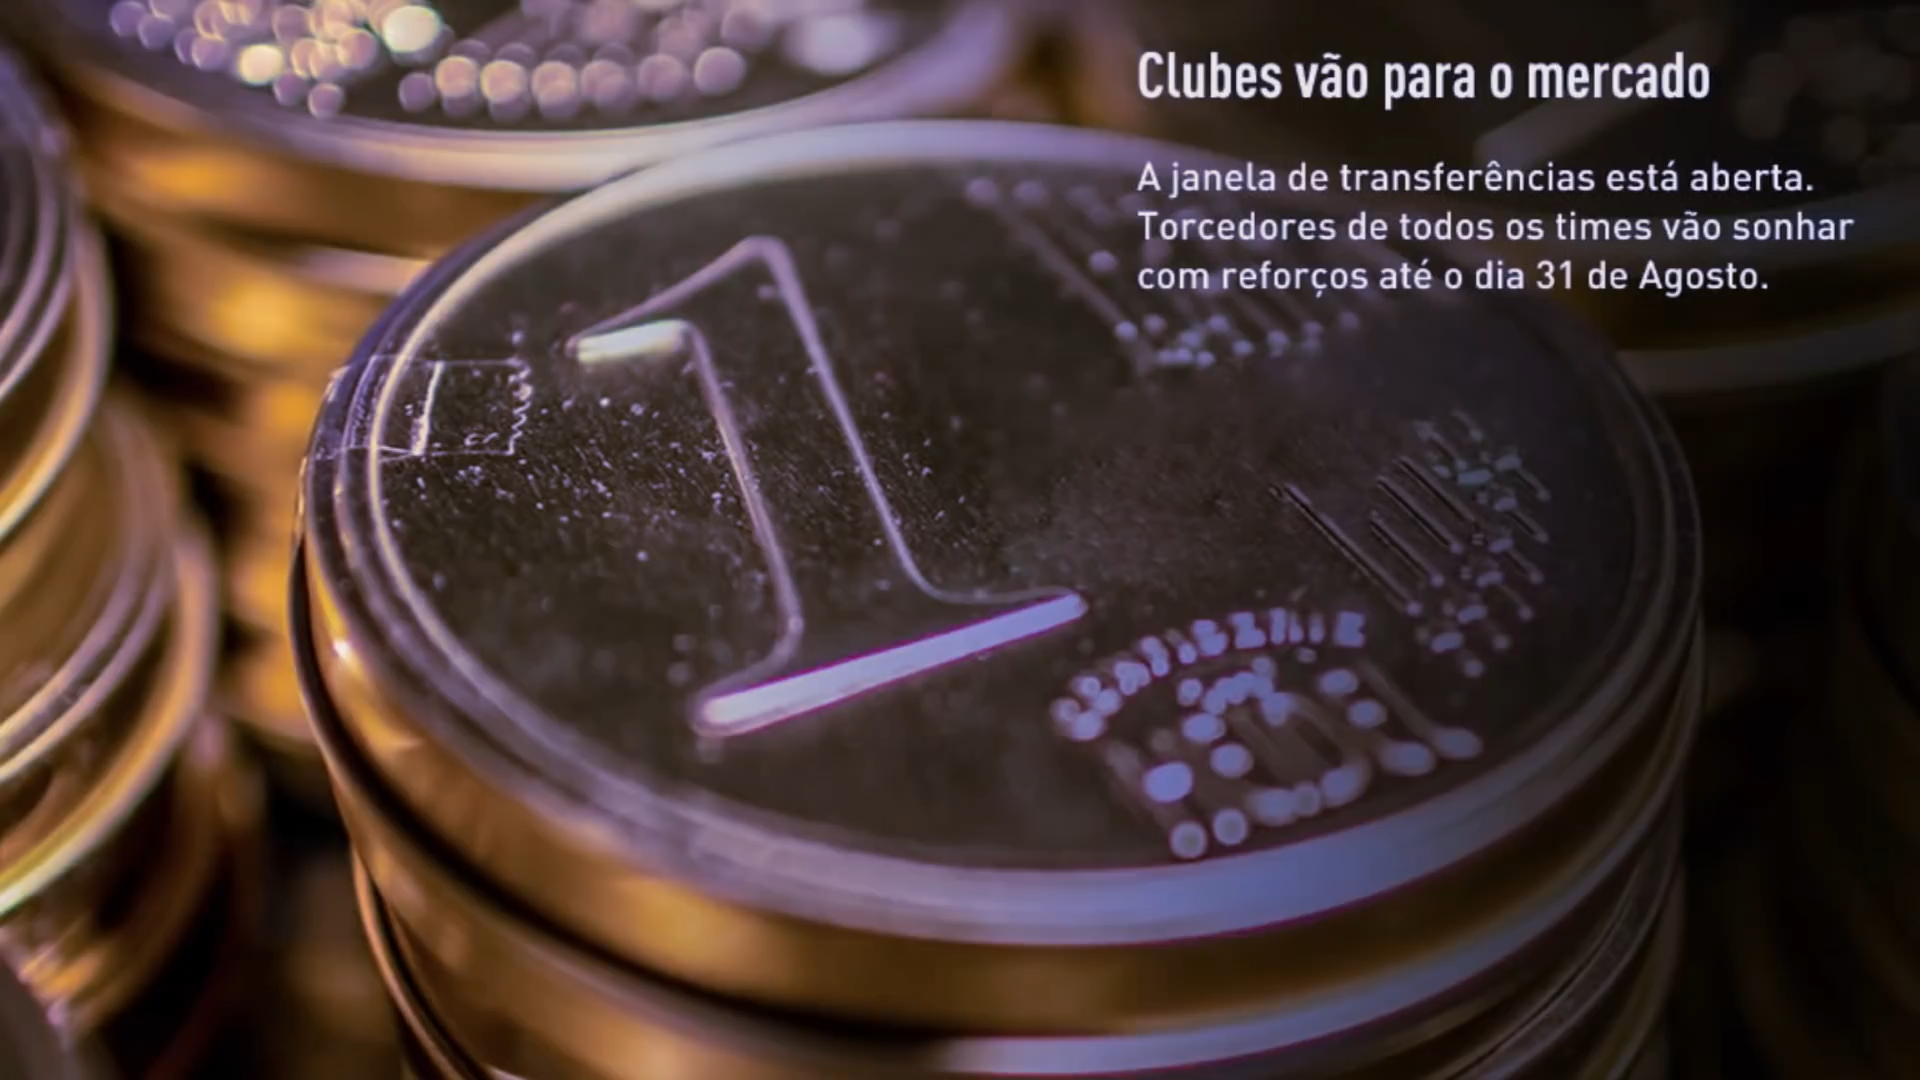 Clubes vão para o mercado
A janela de transferências está aberta.
Torcedores de todos os times vão sonhar
com reforços até o dia 31 de Agosto.
1